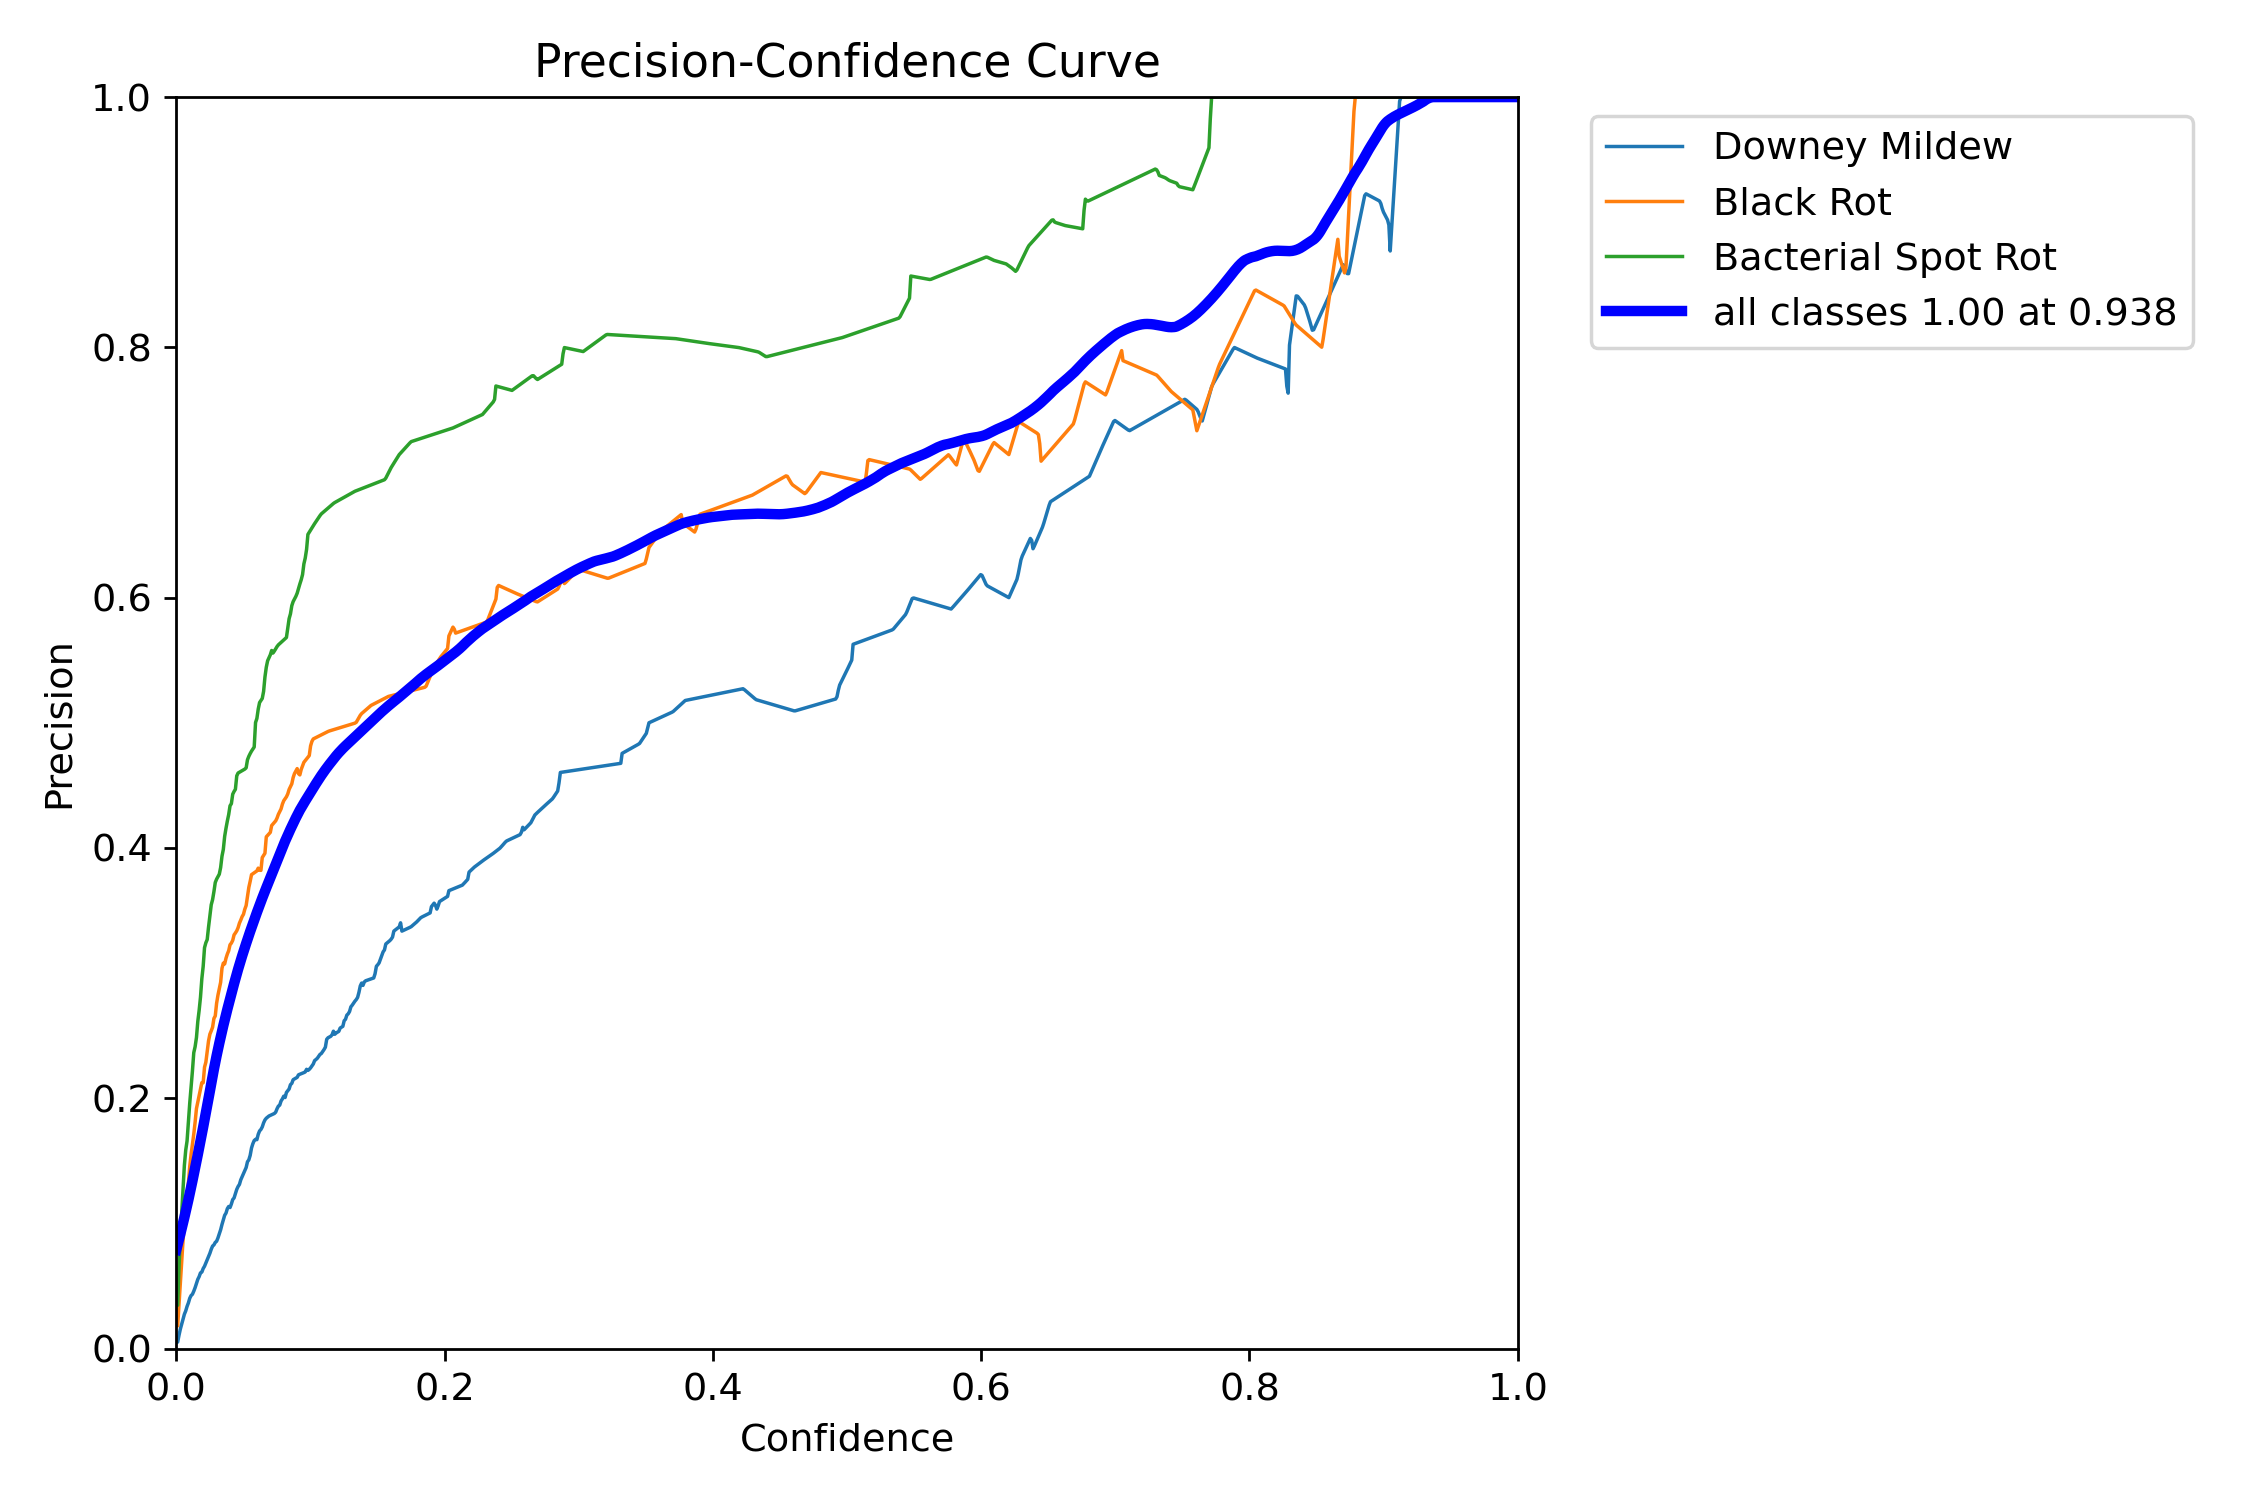 Precision-Confidence Curve
1.0
0.8
0.6
0.4
0.2
0.0
Precision
0.0 0.2 0.4 0.6 0.8 1.0
Confidence
Downey Mildew
Black Rot
Bacterial Spot Rot
all classes 1.00 at 0.938